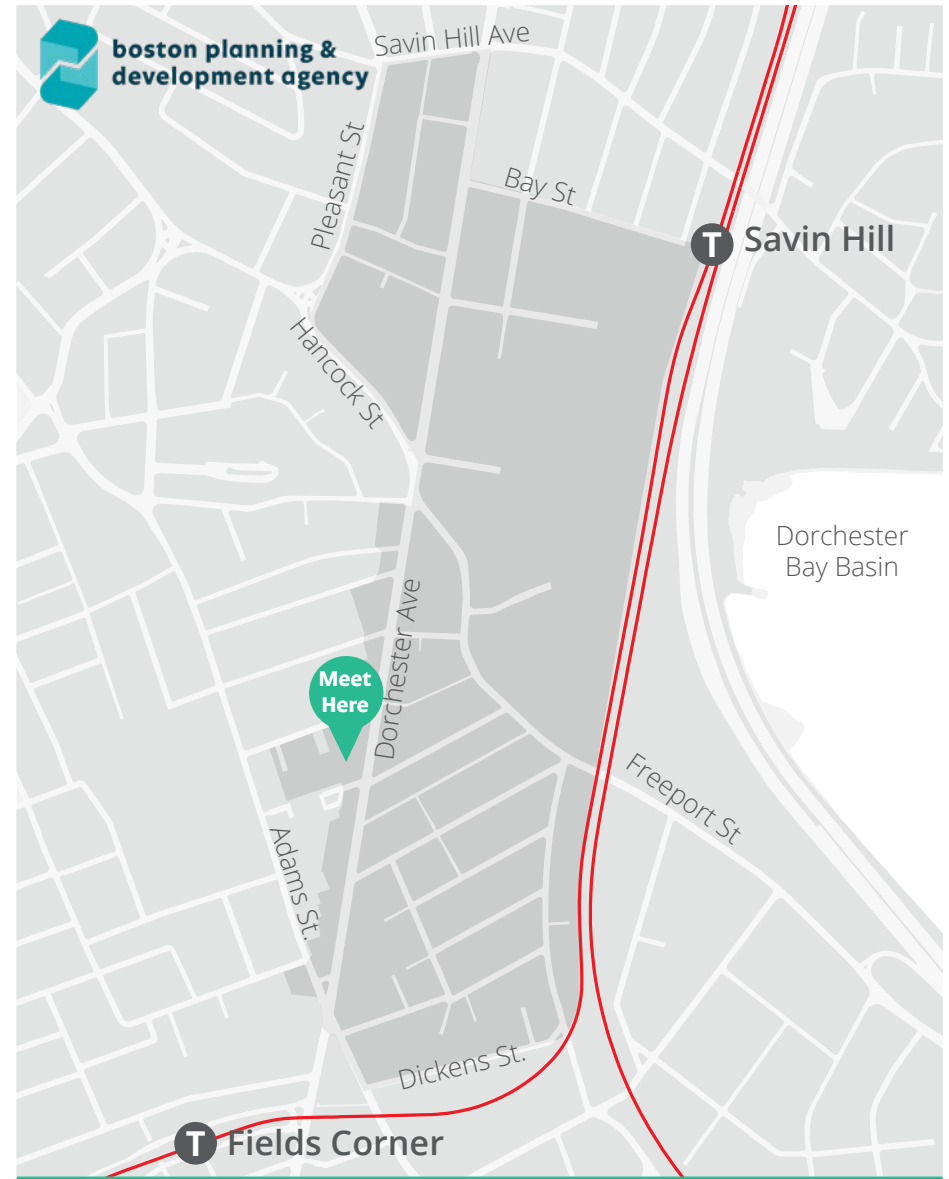 boston planning &
development agency
Savin Hill Ave
Pleasant St
Bay St
T Savin Hill
Hancock St
Dorchester
Bay Basin
Dorchester Ave
Meet
Here
Freeport St
Adams St.
Dickens St.
T Fields Corner